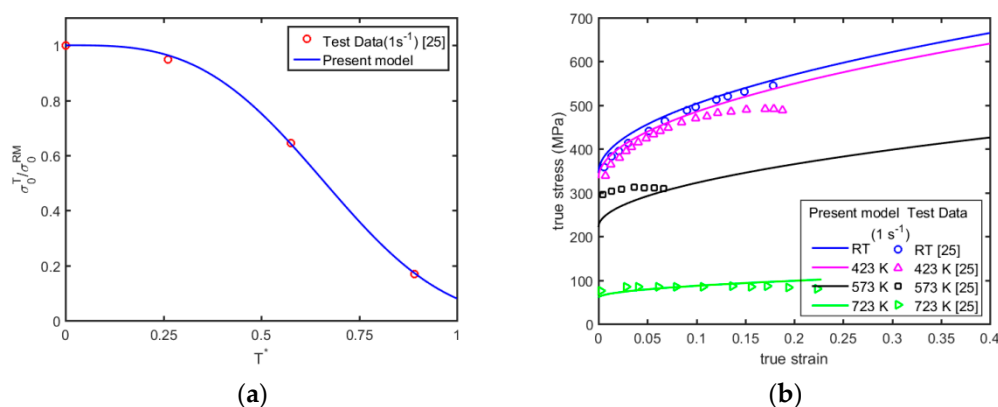 1
0.8
0.6
0.4
0.2
0
σ₀ᵀ/σ₀ᴿᴹ
0 0.25 0.5 0.75 1
T*
Test Data(1s⁻¹) [25]
Present model
(a)
700
600
500
400
300
200
100
0
true stress (MPa)
0 0.05 0.1 0.15 0.2 0.25 0.3 0.35 0.4
true strain
Present model Test Data
(1 s⁻¹)
RT RT [25]
423 K 423 K [25]
573 K 573 K [25]
723 K 723 K [25]
(b)